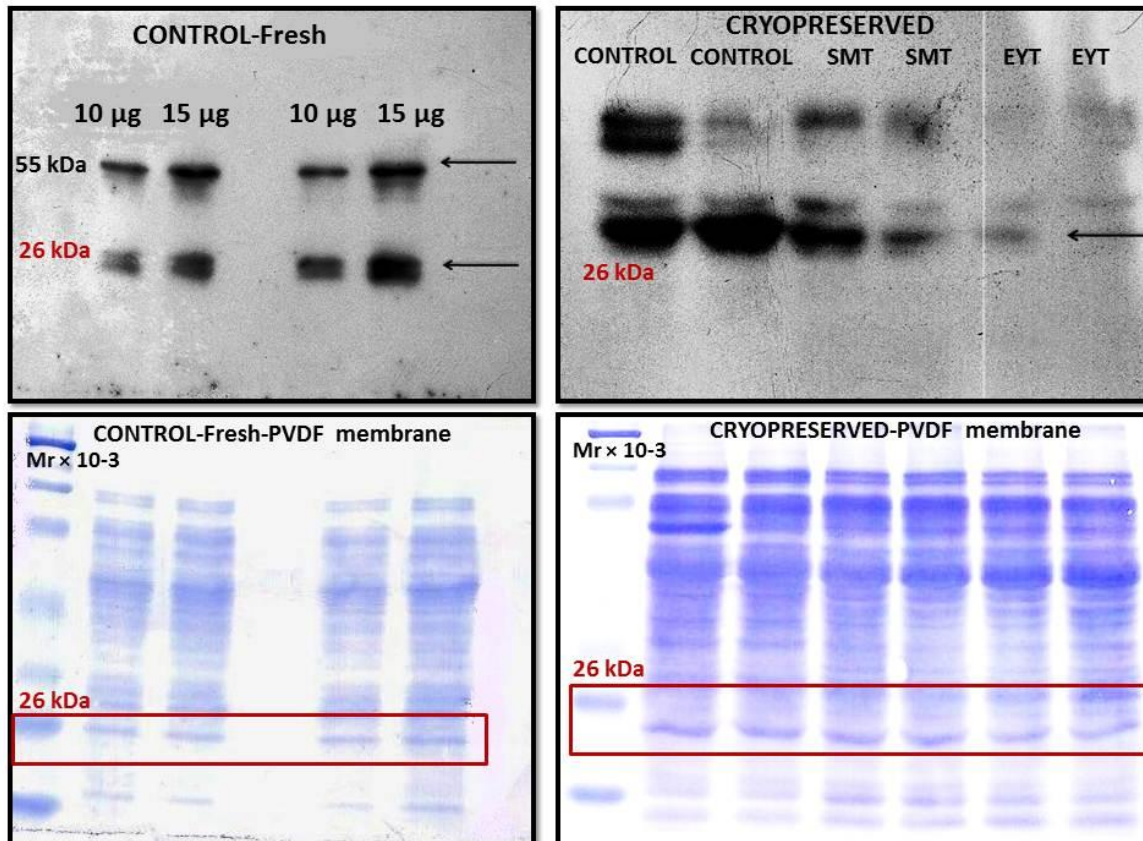 CONTROL-Fresh
10 µg 15 µg 10 µg 15 µg
55 kDa
26 kDa
CRYOPRESERVED
CONTROL CONTROL SMT SMT EYT EYT
26 kDa
CONTROL-Fresh-PVDF membrane
Mr × 10-3
26 kDa
CRYOPRESERVED-PVDF membrane
Mr × 10-3
26 kDa